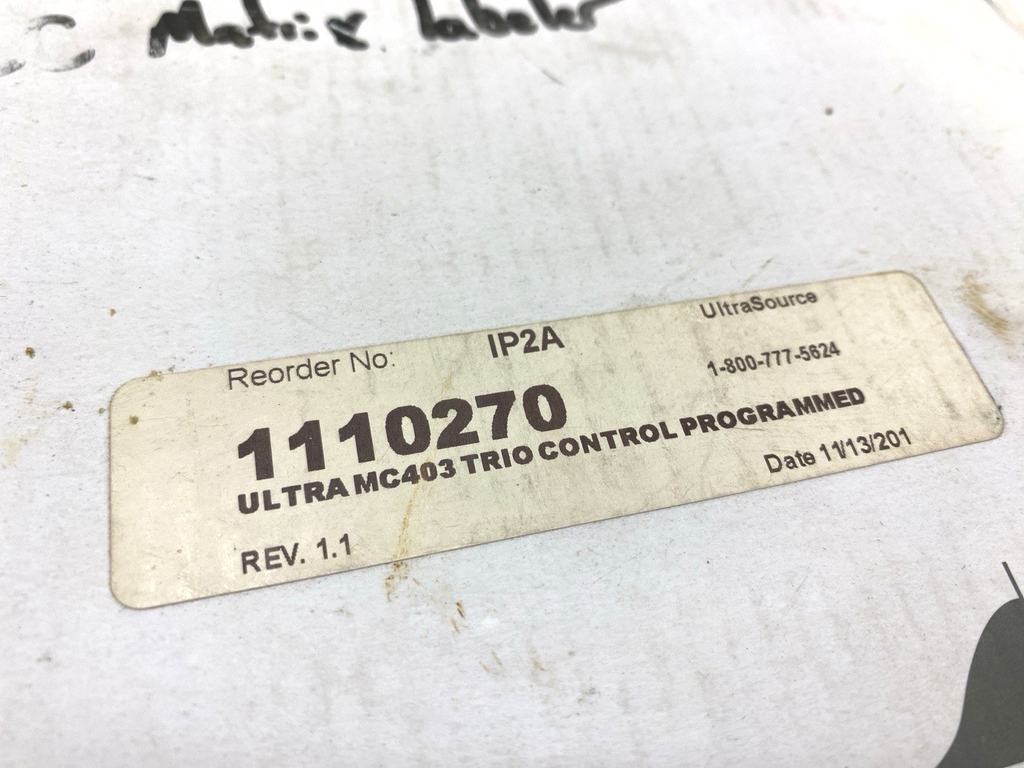 Matrix labeler
Reorder No: IP2A UltraSource
1-800-777-5624
1110270
ULTRA MC403 TRIO CONTROL PROGRAMMED
Date 11/13/201
REV. 1.1